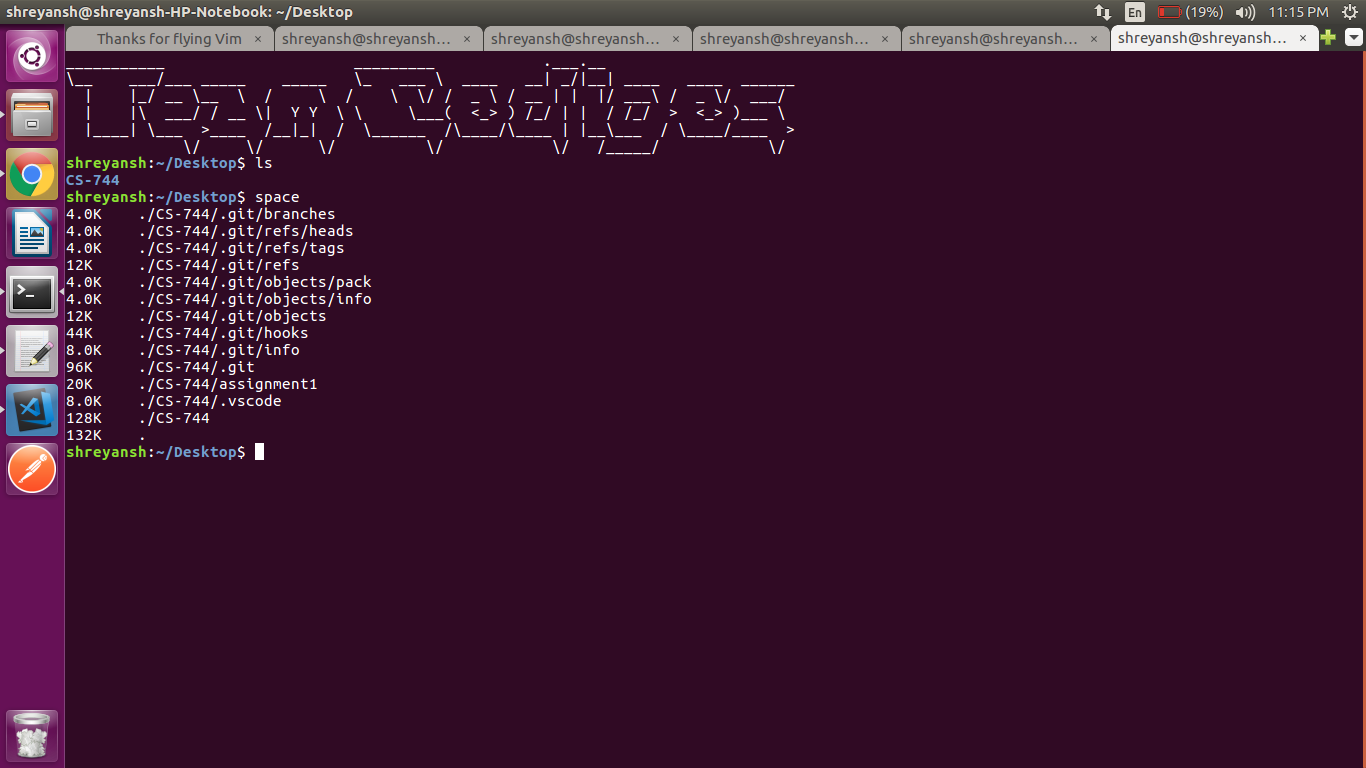 shreyansh@shreyansh-HP-Notebook: ~/Desktop
En (19%) 11:15 PM
Thanks for flying Vim × shreyansh@shreyansh... × shreyansh@shreyansh... × shreyansh@shreyansh... × shreyansh@shreyansh... × shreyansh@shreyansh... ×
shreyansh:~/Desktop$ ls
CS-744
shreyansh:~/Desktop$ space
4.0K ./CS-744/.git/branches
4.0K ./CS-744/.git/refs/heads
4.0K ./CS-744/.git/refs/tags
12K ./CS-744/.git/refs
4.0K ./CS-744/.git/objects/pack
4.0K ./CS-744/.git/objects/info
12K ./CS-744/.git/objects
44K ./CS-744/.git/hooks
8.0K ./CS-744/.git/info
96K ./CS-744/.git
20K ./CS-744/assignment1
8.0K ./CS-744/.vscode
128K ./CS-744
132K .
shreyansh:~/Desktop$